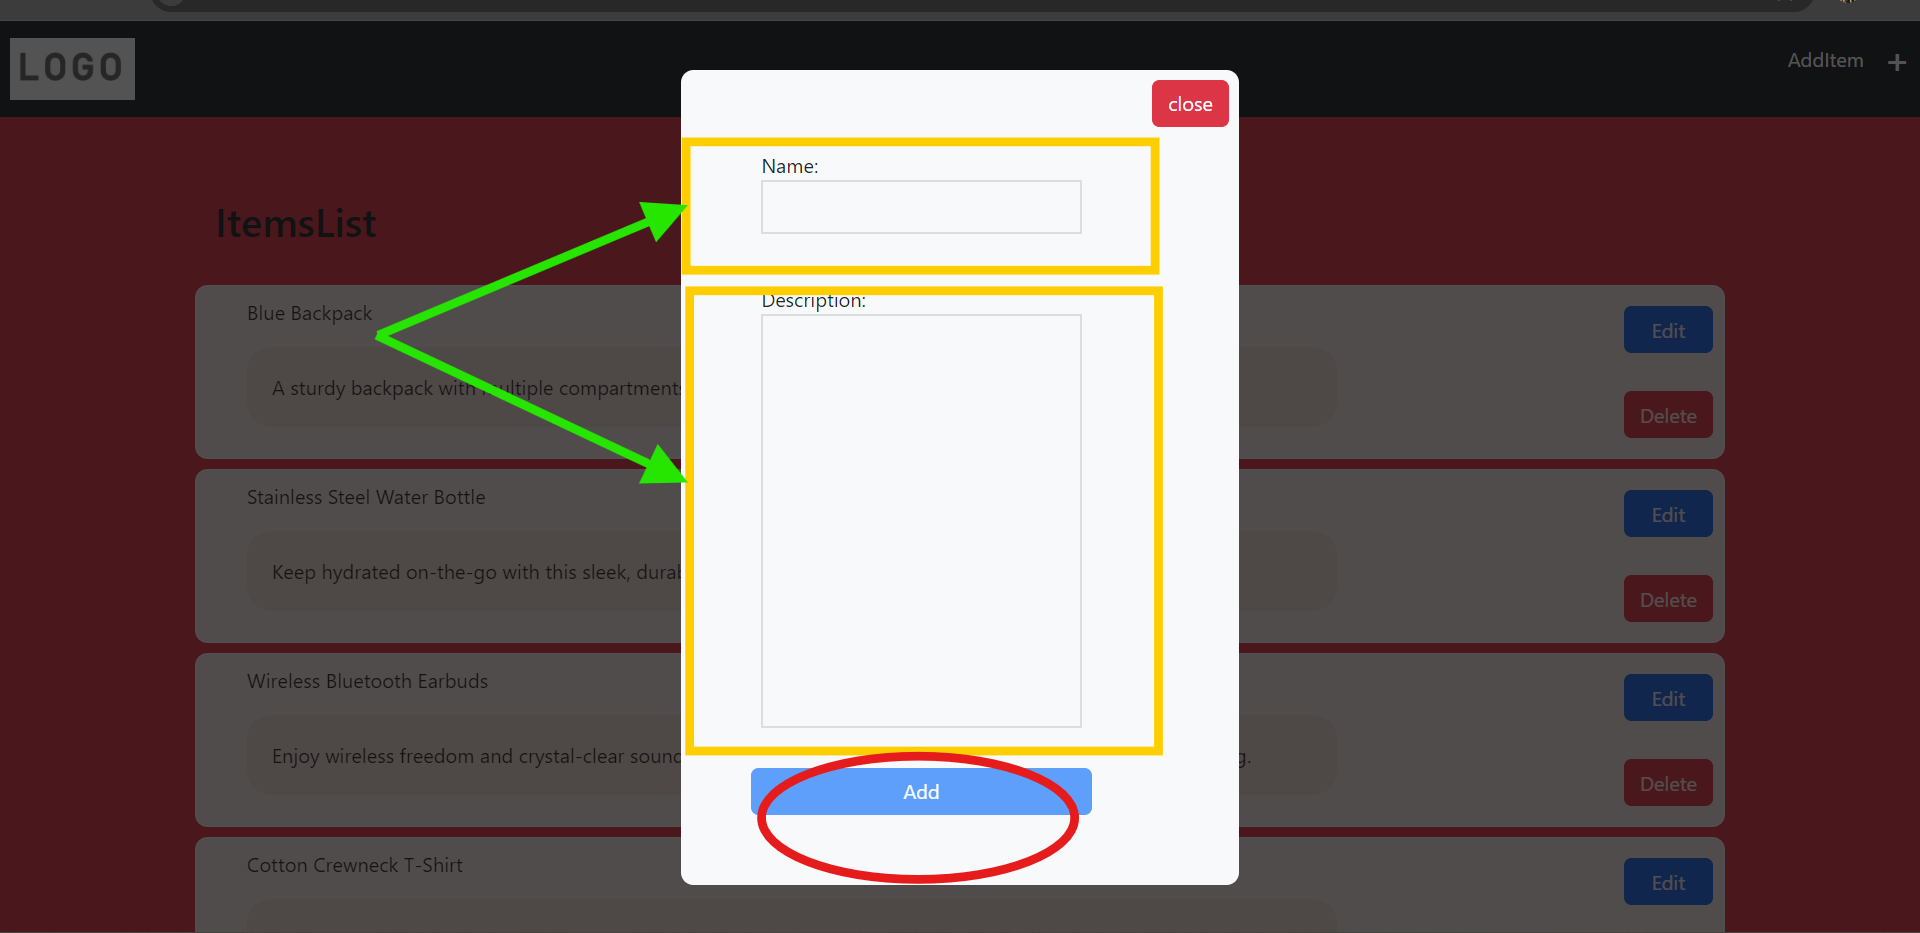 LOGO
AddItem +
close
Name:
ItemsList
Description:
Blue Backpack
Edit
A sturdy backpack with multiple compartments
Delete
Stainless Steel Water Bottle
Edit
Keep hydrated on-the-go with this sleek,
Delete
Wireless Bluetooth Earbuds
Edit
Enjoy wireless freedom and crystal-clear sound
g.
Delete
Add
Cotton Crewneck T-Shirt
Edit